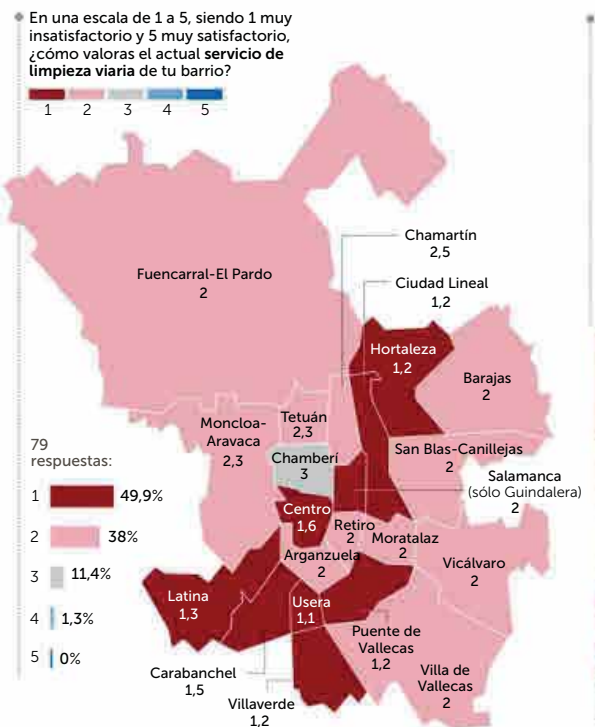 En una escala de 1 a 5, siendo 1 muy
insatisfactorio y 5 muy satisfactorio,
¿cómo valoras el actual servicio de
limpieza viaria de tu barrio?
1 2 3 4 5
Chamartín
2,5
Fuencarral-El Pardo
2
Ciudad Lineal
1,2
Hortaleza
1,2
Barajas
2
Tetuán
2,3
Moncloa-
Aravaca
2,3
Chamberí
3
San Blas-Canillejas
2
Salamanca
(sólo Guindalera)
2
Centro
1,6
Retiro
2
Moratalaz
2
Arganzuela
2
Vicálvaro
2
Latina
1,3
Usera
1,1
Puente de
Vallecas
1,2
Villa de
Vallecas
2
Carabanchel
1,5
Villaverde
1,2
79
respuestas:
1 49,9%
2 38%
3 11,4%
4 1,3%
5 0%